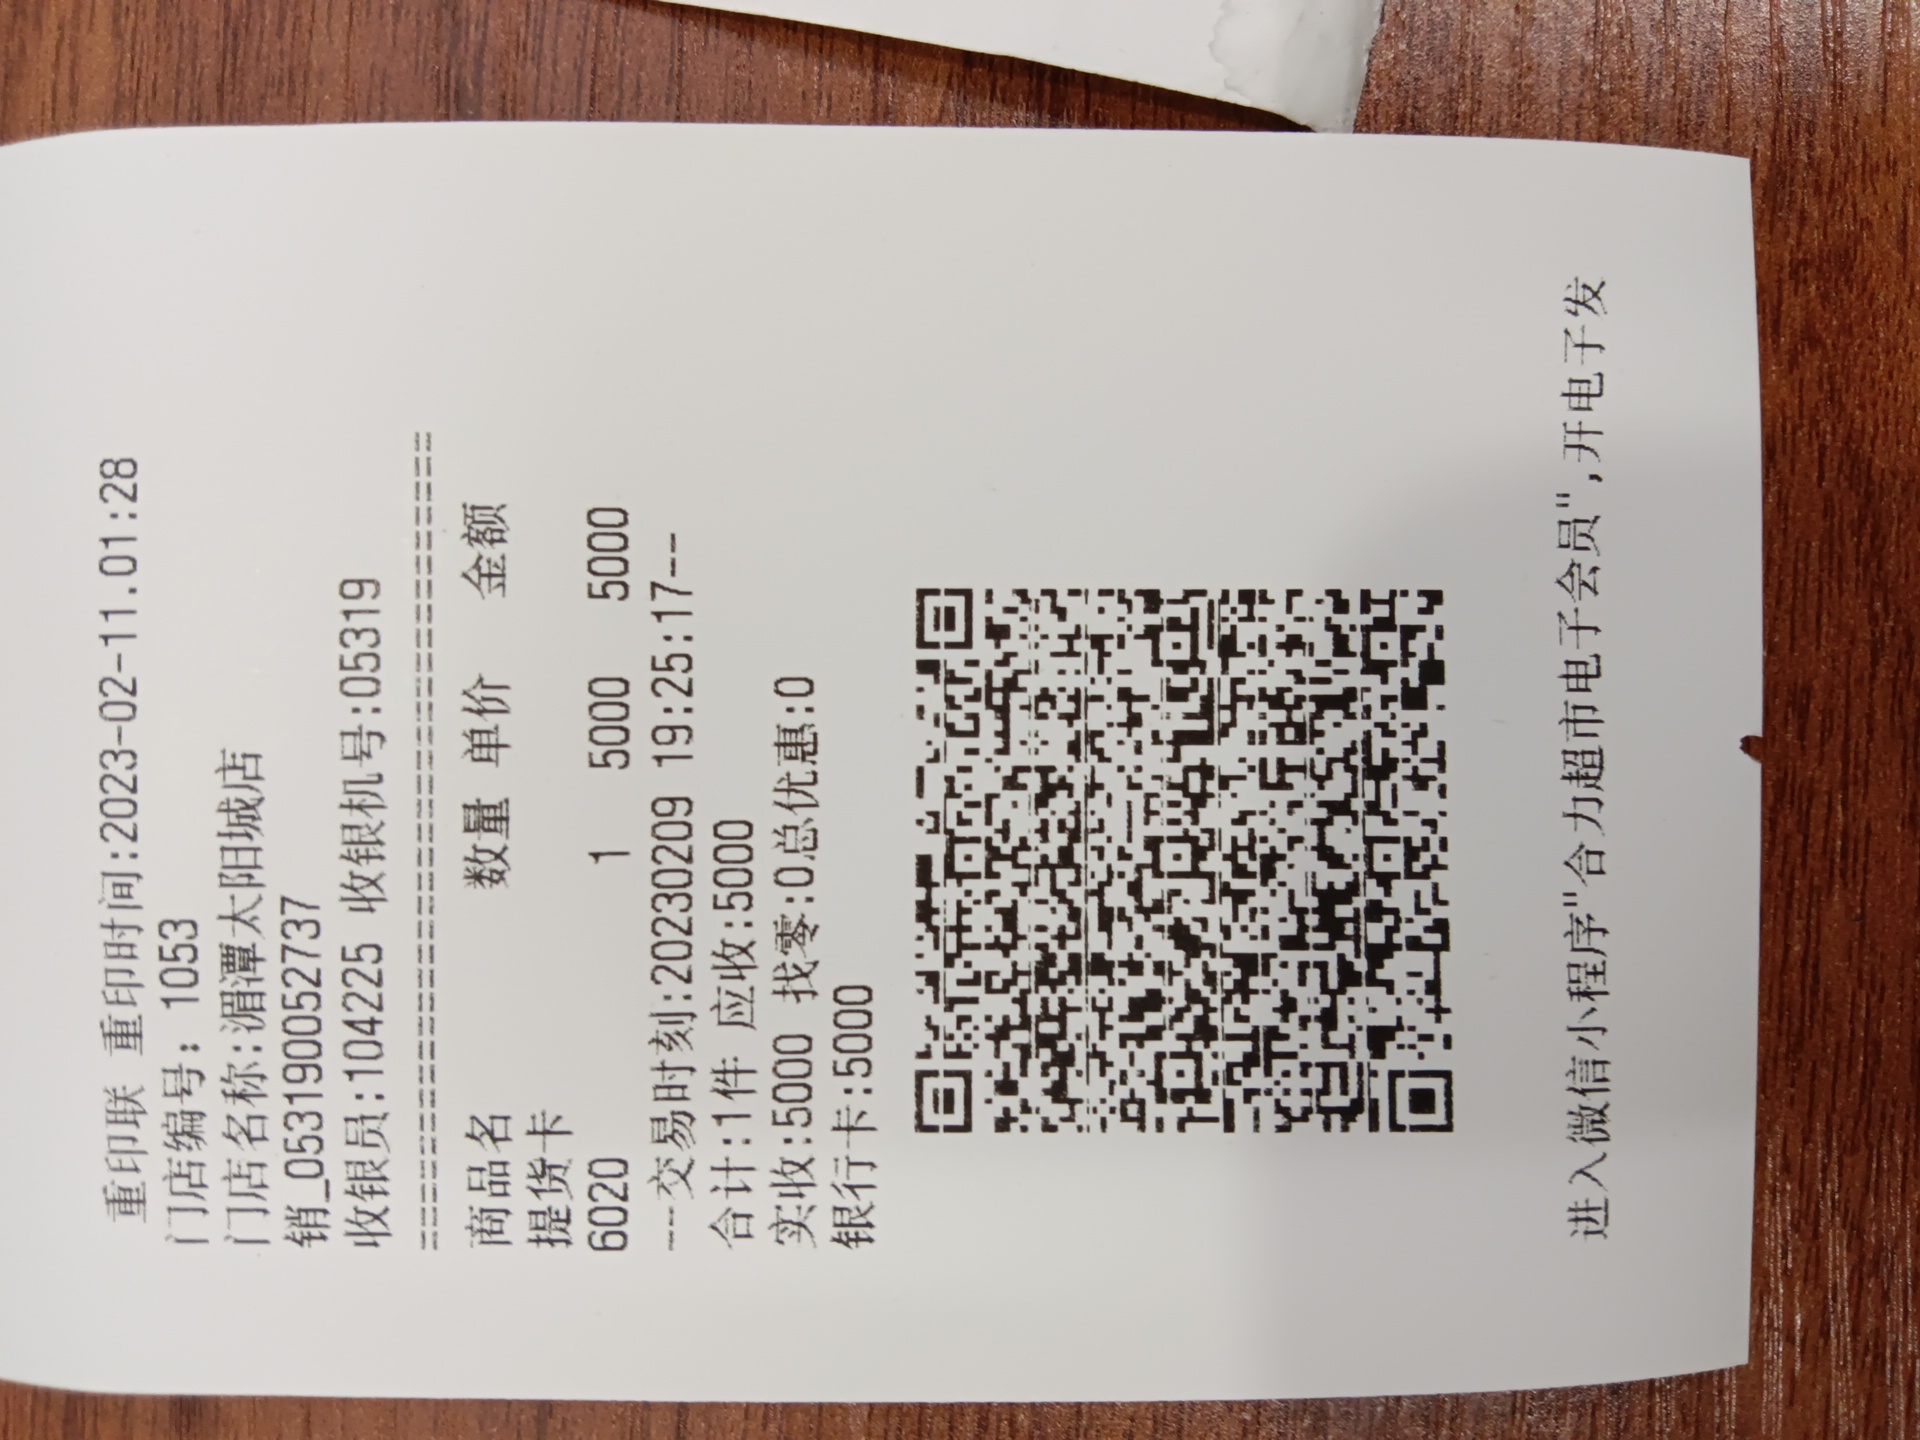 重印联 重印时间:2023-02-11.01:28
门店编号: 1053
门店名称:湄潭太阳城店
销_053190052737
收银员:104225 收银机号:05319
========================================
商品名 数量 单价 金额
提货卡
6020 1 5000 5000
---交易时刻:20230209 19:25:17--
合计:1件 应收:5000
实收:5000 找零:0总优惠:0
银行卡:5000
进入微信小程序"合力超市电子会员",开电子发